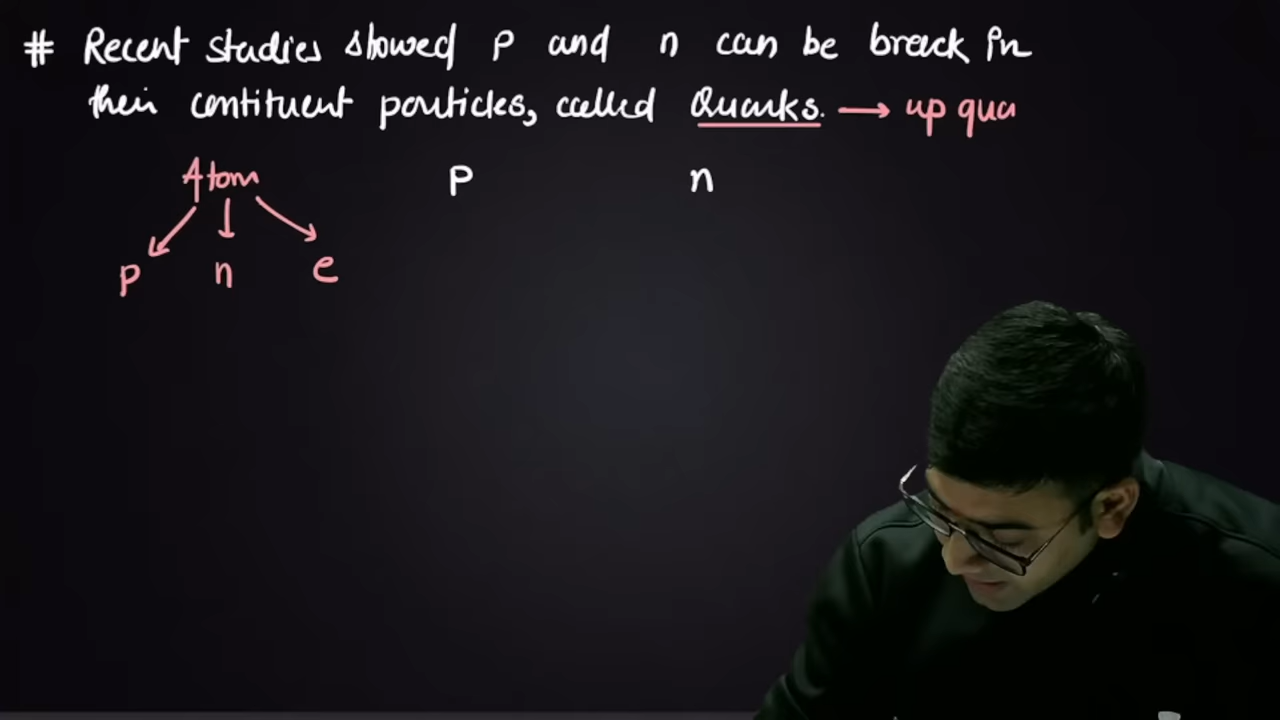 # Recent studies showed p and n can be break in
their contituent particles, called Quarks. → up qua
Atom P n
p n e